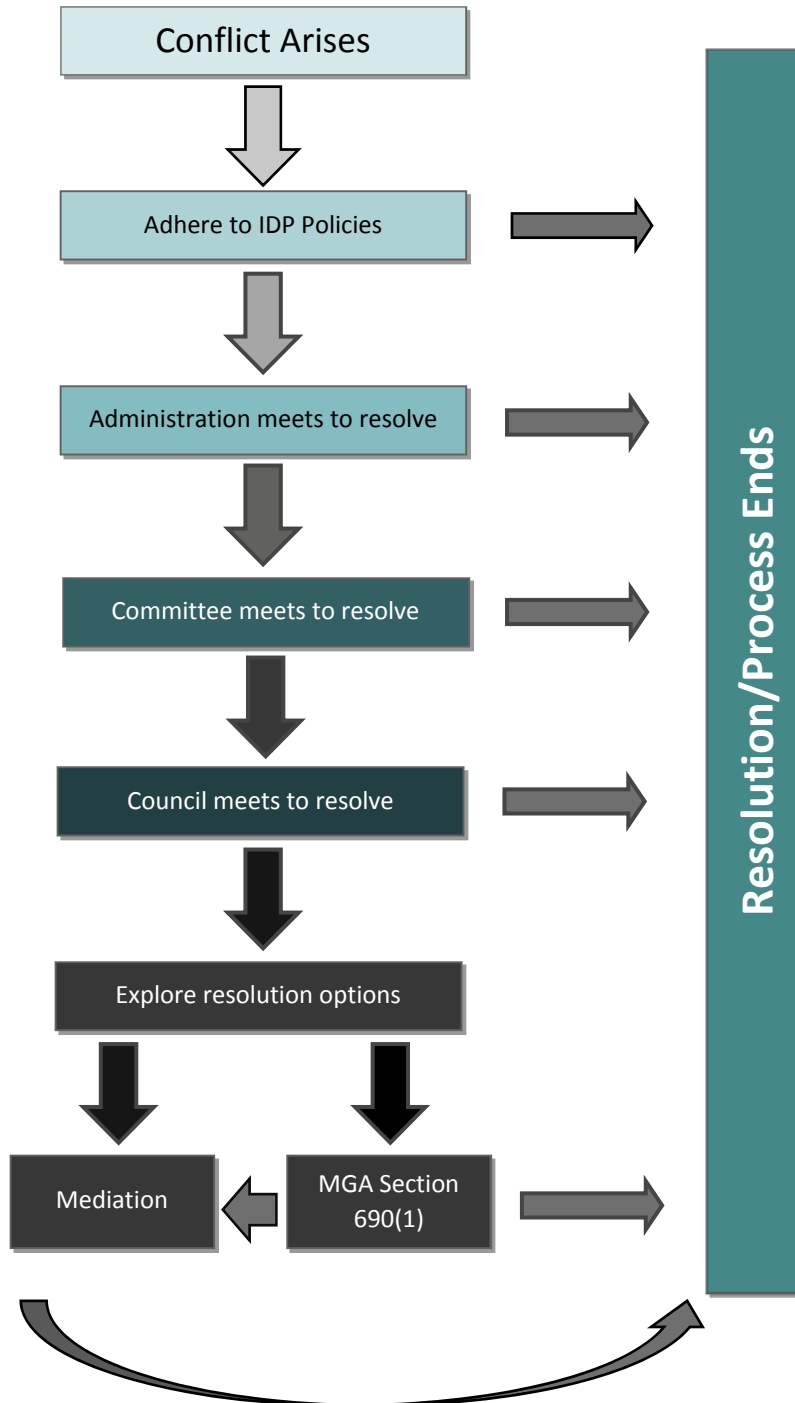 Conflict Arises
Adhere to IDP Policies
Administration meets to resolve
Committee meets to resolve
Council meets to resolve
Explore resolution options
Mediation
MGA Section
690(1)
Resolution/Process Ends